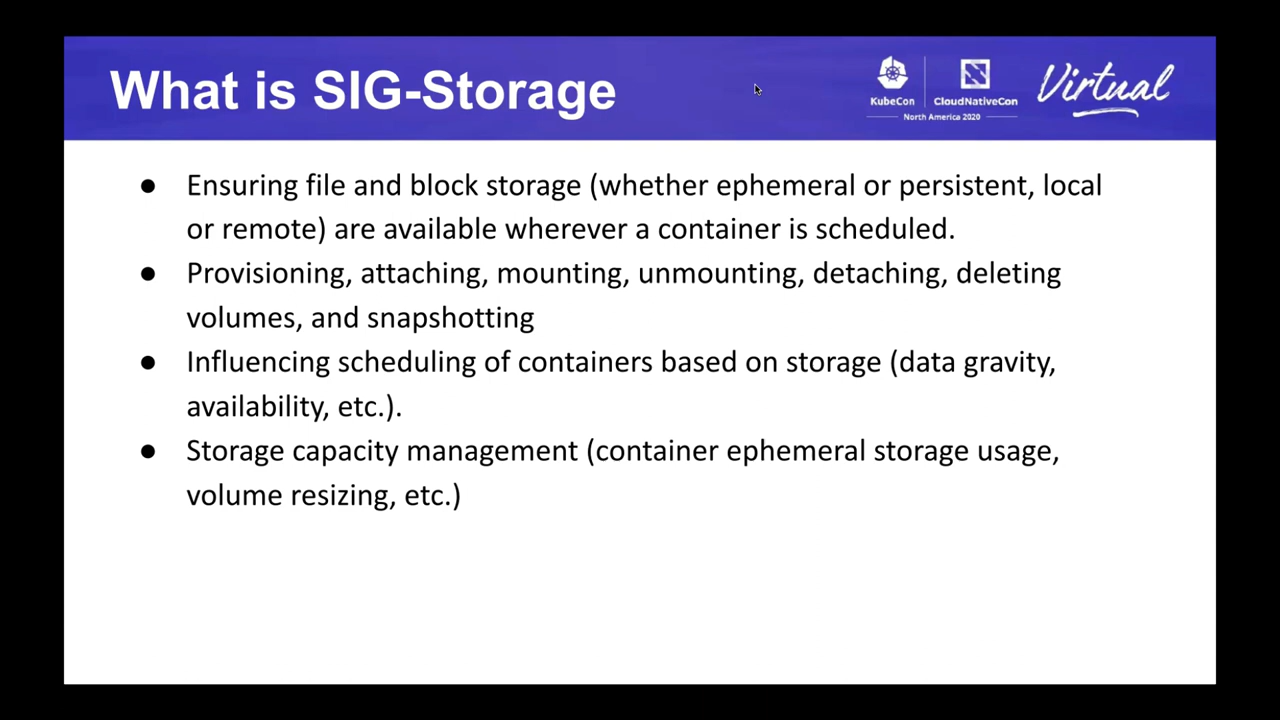 What is SIG-Storage
KubeCon
CloudNativeCon
North America 2020
Virtual
● Ensuring file and block storage (whether ephemeral or persistent, local
or remote) are available wherever a container is scheduled.
● Provisioning, attaching, mounting, unmounting, detaching, deleting
volumes, and snapshotting
● Influencing scheduling of containers based on storage (data gravity,
availability, etc.).
● Storage capacity management (container ephemeral storage usage,
volume resizing, etc.)